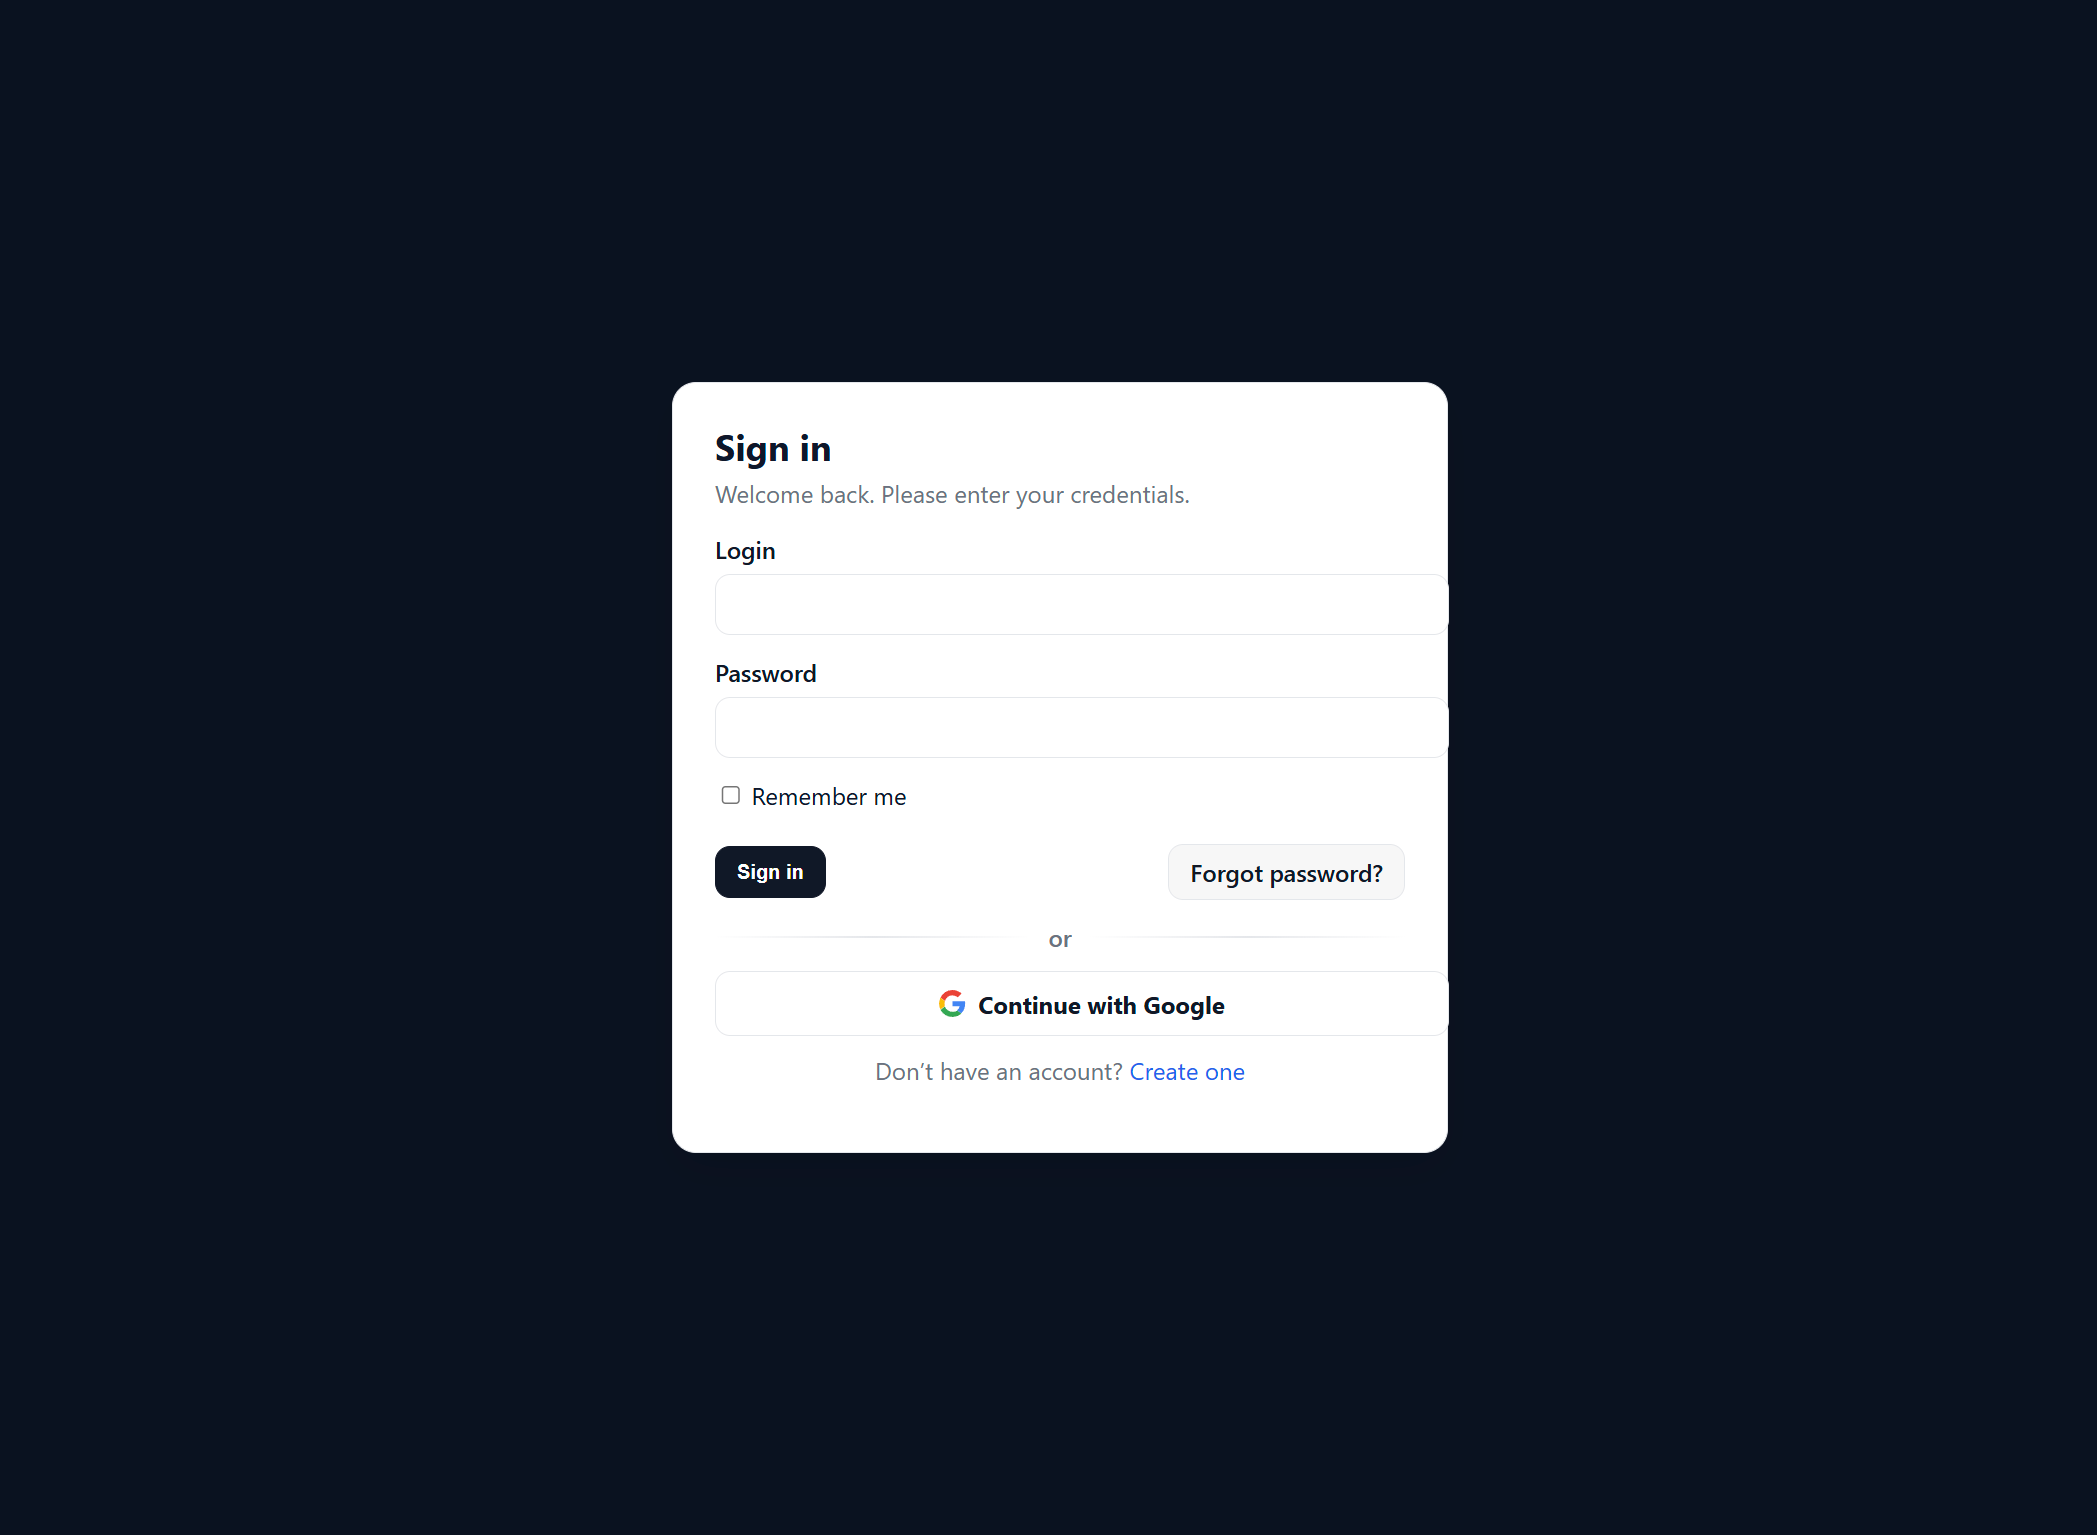 Sign in
Welcome back. Please enter your credentials.
Login
Password
Remember me
Sign in
Forgot password?
or
Continue with Google
Don’t have an account? Create one